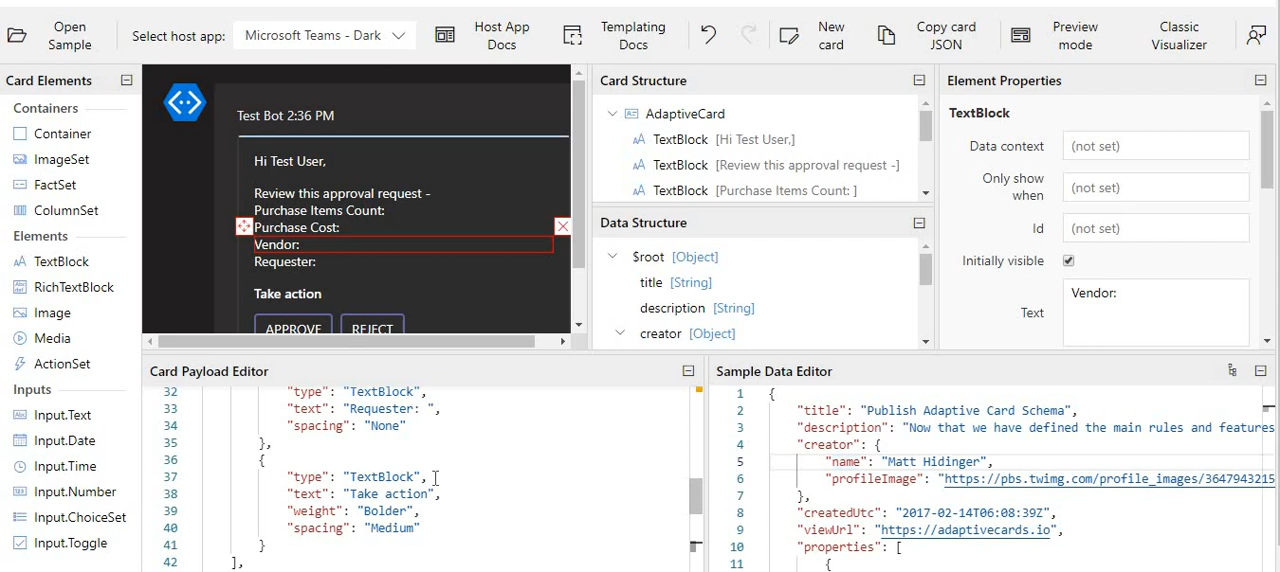 Open Sample
Select host app:
Microsoft Teams - Dark
Host App Docs
Templating Docs
New card
Copy card JSON
Preview mode
Classic Visualizer
Card Elements
Containers
Container
ImageSet
FactSet
ColumnSet
Elements
TextBlock
RichTextBlock
Image
Media
ActionSet
Inputs
Input.Text
Input.Date
Input.Time
Input.Number
Input.ChoiceSet
Input.Toggle
Test Bot 2:36 PM
Hi Test User,
Review this approval request -
Purchase Items Count:
Purchase Cost:
Vendor:
Requester:
Take action
APPROVE REJECT
Card Structure
AdaptiveCard
TextBlock [Hi Test User,]
TextBlock [Review this approval request -]
TextBlock [Purchase Items Count: ]
Data Structure
$root [Object]
title [String]
description [String]
creator [Object]
Element Properties
TextBlock
Data context (not set)
Only show when (not set)
Id (not set)
Initially visible
Text Vendor:
Card Payload Editor
32 "type": "TextBlock",
33 "text": "Requester: ",
34 "spacing": "None"
35 },
36 {
37 "type": "TextBlock",
38 "text": "Take action",
39 "weight": "Bolder",
40 "spacing": "Medium"
41 }
42 ],
Sample Data Editor
1 {
2 "title": "Publish Adaptive Card Schema",
3 "description": "Now that we have defined the main rules and features
4 "creator": {
5 "name": "Matt Hidinger",
6 "profileImage": "https://pbs.twimg.com/profile_images/3647943215
7 },
8 "createdUtc": "2017-02-14T06:08:39Z",
9 "viewUrl": "https://adaptivecards.io",
10 "properties": [
11 {